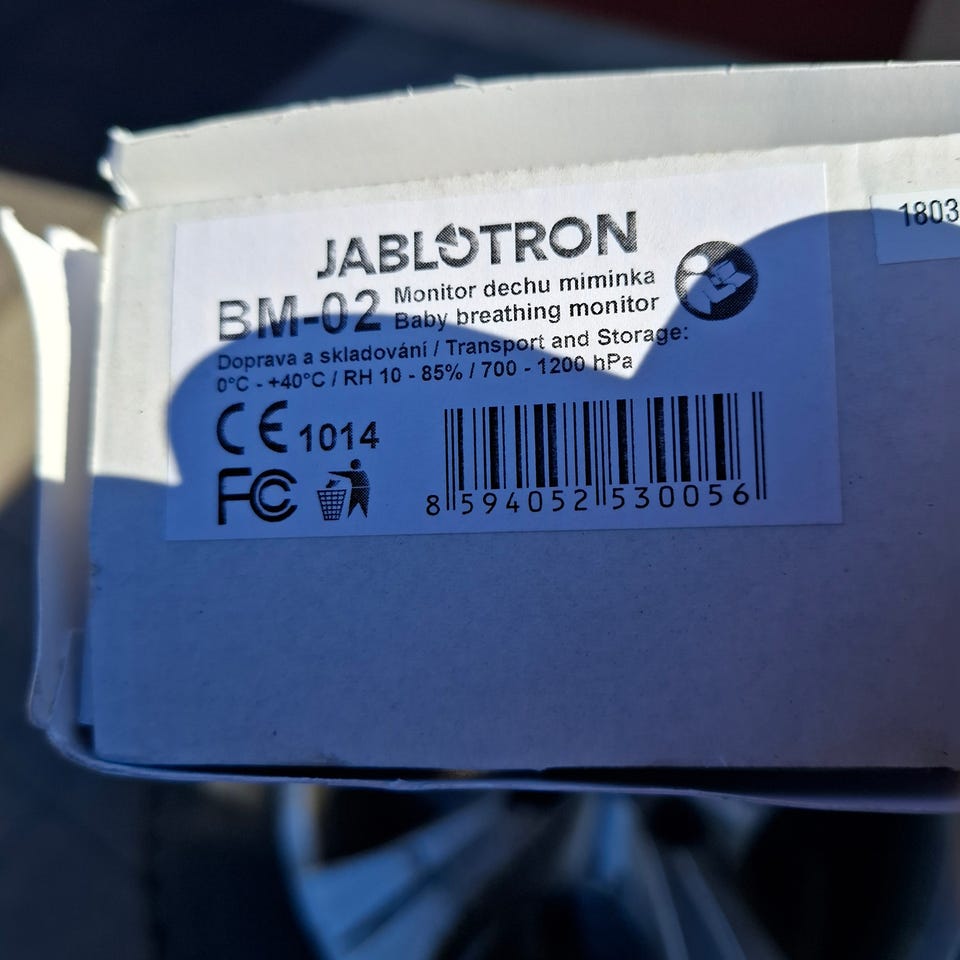 JABLOTRON
BM-02 Monitor dechu miminka
Baby breathing monitor
Doprava a skladování / Transport and Storage:
0°C - +40°C / RH 10 - 85% / 700 - 1200 hPa
CE 1014
FC
8 594052 530056
1803